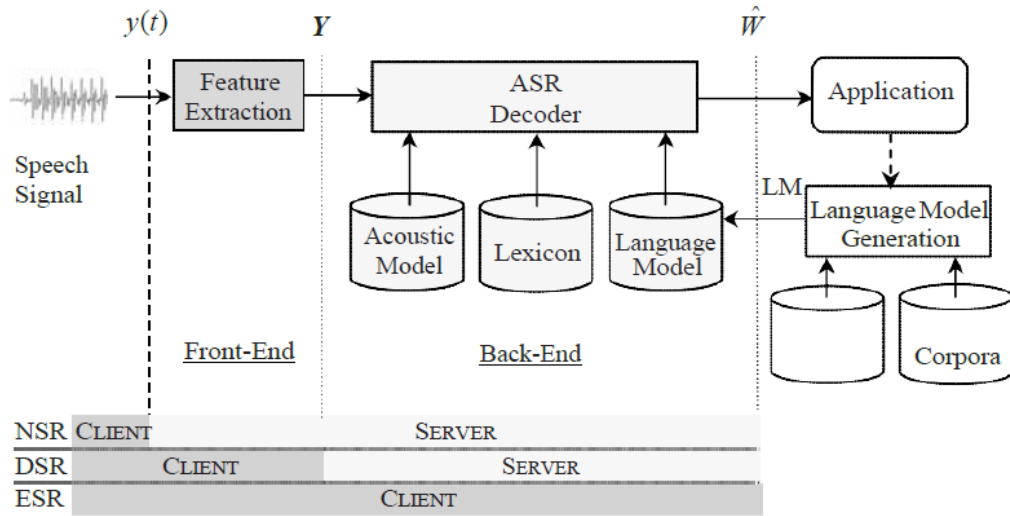 y(t)
Y
Ŵ
Feature
Extraction
ASR
Decoder
Application
Speech
Signal
LM
Language Model
Generation
Acoustic
Model
Lexicon
Language
Model
Corpora
Front-End
Back-End
NSR CLIENT SERVER
DSR CLIENT SERVER
ESR CLIENT